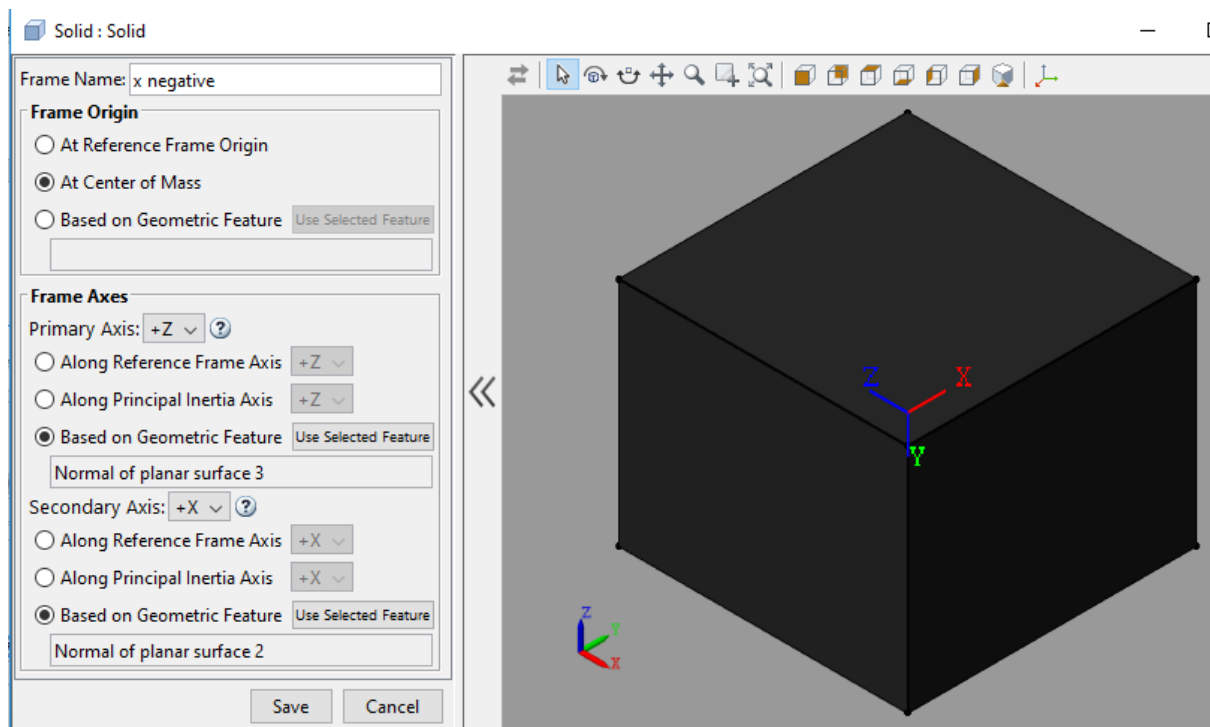 Solid : Solid
Frame Name: x negative
Frame Origin
At Reference Frame Origin
At Center of Mass
Based on Geometric Feature Use Selected Feature
Frame Axes
Primary Axis: +Z ?
Along Reference Frame Axis +Z
Along Principal Inertia Axis +Z
Based on Geometric Feature Use Selected Feature
Normal of planar surface 3
Secondary Axis: +X ?
Along Reference Frame Axis +X
Along Principal Inertia Axis +X
Based on Geometric Feature Use Selected Feature
Normal of planar surface 2
Save Cancel
Z X
Y
Z
Y
X